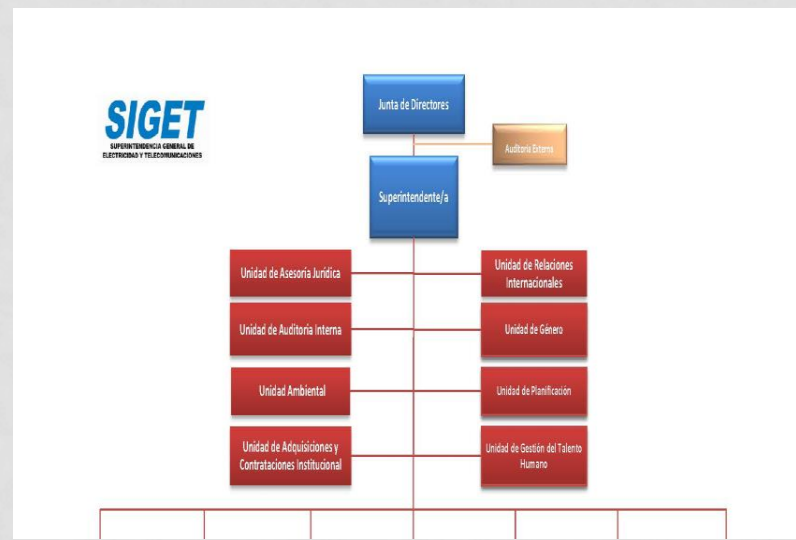 Junta de Directores
SIGET
SUPERINTENDENCIA GENERAL DE
ELECTRICIDAD Y TELECOMUNICACIONES
Auditoría Externa
Superintendente/a
Unidad de Asesoría Jurídica
Unidad de Relaciones
Internacionales
Unidad de Auditoría Interna
Unidad de Género
Unidad Ambiental
Unidad de Planificación
Unidad de Adquisiciones y
Contrataciones Institucional
Unidad de Gestión del Talento
Humano